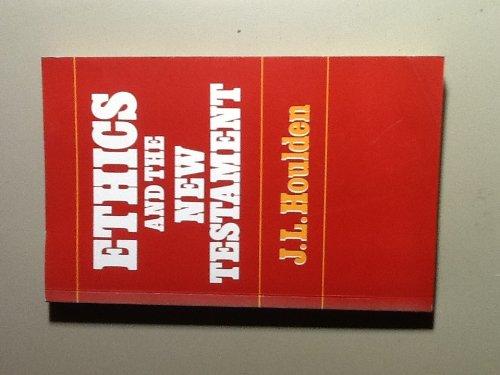 ETHICS
AND THE
NEW
TESTAMENT
J.L.Houlden